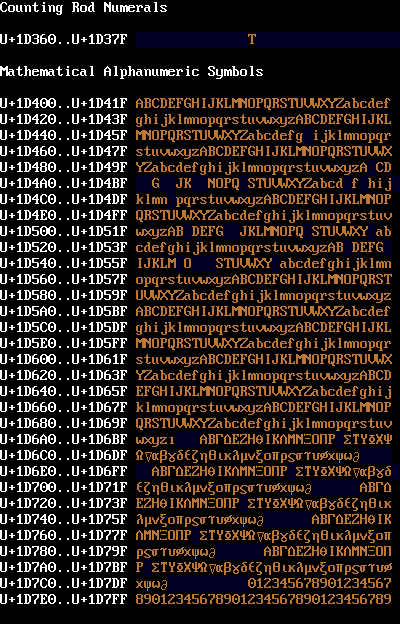 Counting Rod Numerals
U+1D360..U+1D37F T
Mathematical Alphanumeric Symbols
U+1D400..U+1D41F ABCDEFGHIJKLMNOPQRSTUVWXYZabcdef
U+1D420..U+1D43F ghijklmnopqrstuvwxyzABCDEFGHIJKL
U+1D440..U+1D45F MNOPQRSTUVWXYZabcdefg ijklmnopqr
U+1D460..U+1D47F stuvwxyzABCDEFGHIJKLMNOPQRSTUVWX
U+1D480..U+1D49F YZabcdefghijklmnopqrstuvwxyzA CD
U+1D4A0..U+1D4BF   G  JK  NOPQ STUVWXYZabcd f hij
U+1D4C0..U+1D4DF klmn pqrstuvwxyzABCDEFGHIJKLMNOP
U+1D4E0..U+1D4FF QRSTUVWXYZabcdefghijklmnopqrstuv
U+1D500..U+1D51F wxyzAB DEFG  JKLMNOPQ STUVWXY ab
U+1D520..U+1D53F cdefghijklmnopqrstuvwxyzAB DEFG
U+1D540..U+1D55F IJKLM O   STUVWXY abcdefghijklmn
U+1D560..U+1D57F opqrstuvwxyzABCDEFGHIJKLMNOPQRST
U+1D580..U+1D59F UVWXYZabcdefghijklmnopqrstuvwxyz
U+1D5A0..U+1D5BF ABCDEFGHIJKLMNOPQRSTUVWXYZabcdef
U+1D5C0..U+1D5DF ghijklmnopqrstuvwxyzABCDEFGHIJKL
U+1D5E0..U+1D5FF MNOPQRSTUVWXYZabcdefghijklmnopqr
U+1D600..U+1D61F stuvwxyzABCDEFGHIJKLMNOPQRSTUVWX
U+1D620..U+1D63F YZabcdefghijklmnopqrstuvwxyzABCD
U+1D640..U+1D65F EFGHIJKLMNOPQRSTUVWXYZabcdefghij
U+1D660..U+1D67F klmnopqrstuvwxyzABCDEFGHIJKLMNOP
U+1D680..U+1D69F QRSTUVWXYZabcdefghijklmnopqrstuv
U+1D6A0..U+1D6BF wxyzı   ΑΒΓΔΕΖΗΘΙΚΛΜΝΞΟΠΡ ΣΤΥΦΧΨ
U+1D6C0..U+1D6DF Ω∇αβγδεζηθικλμνξοπρςστυφχψω∂
U+1D6E0..U+1D6FF   ΑΒΓΔΕΖΗΘΙΚΛΜΝΞΟΠΡ ΣΤΥΦΧΨΩ∇αβγδ
U+1D700..U+1D71F εζηθικλμνξοπρςστυφχψω∂      ΑΒΓΔ
U+1D720..U+1D73F ΕΖΗΘΙΚΛΜΝΞΟΠΡ ΣΤΥΦΧΨΩ∇αβγδεζηθικ
U+1D740..U+1D75F λμνξοπρςστυφχψω∂      ΑΒΓΔΕΖΗΘΙΚ
U+1D760..U+1D77F ΛΜΝΞΟΠΡ ΣΤΥΦΧΨΩ∇αβγδεζηθικλμνξοπ
U+1D780..U+1D79F ρςστυφχψω∂      ΑΒΓΔΕΖΗΘΙΚΛΜΝΞΟΠ
U+1D7A0..U+1D7BF Ρ ΣΤΥΦΧΨΩ∇αβγδεζηθικλμνξοπρςστυφ
U+1D7C0..U+1D7DF χψω∂          012345678901234567
U+1D7E0..U+1D7FF 89012345678901234567890123456789